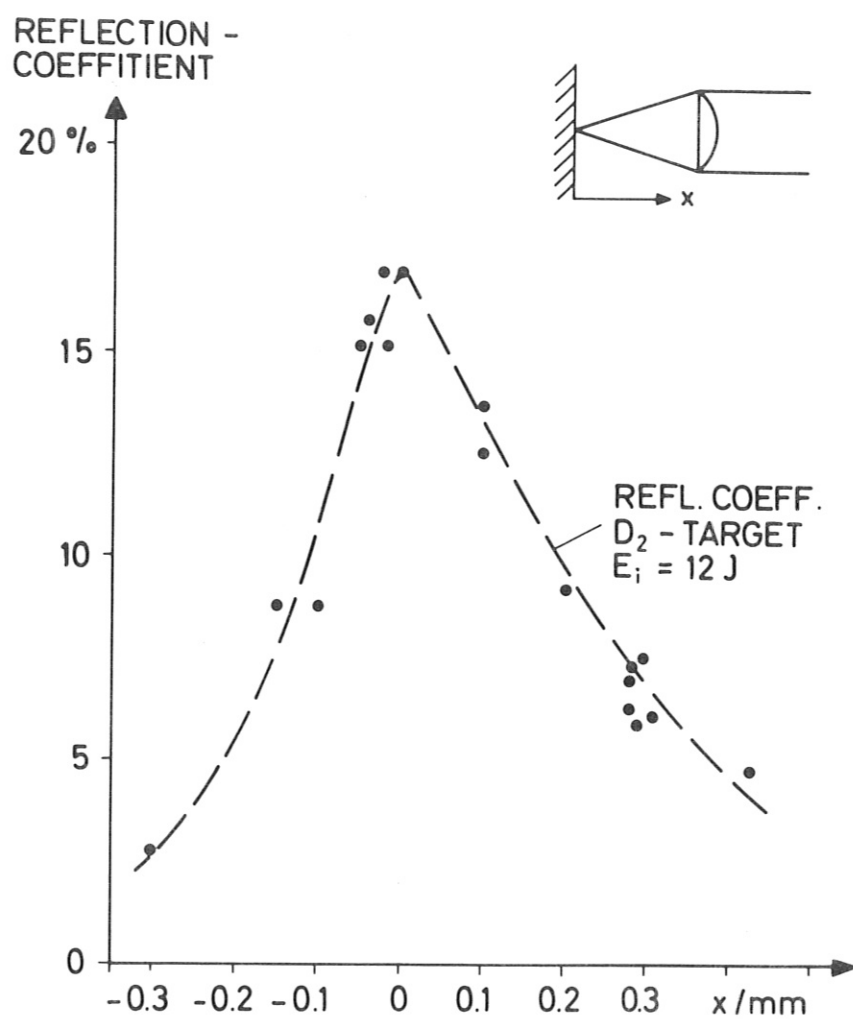 REFLECTION -
COEFFITIENT
20 %
x
15
REFL. COEFF.
D₂ - TARGET
Eᵢ = 12 J
10
5
0
-0.3 -0.2 -0.1 0 0.1 0.2 0.3 x/mm